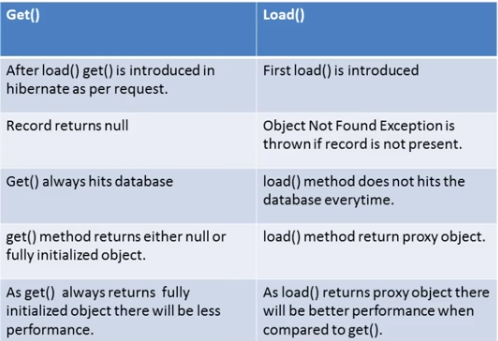 Get()
Load()
After load() get() is introduced in
hibernate as per request.
First load() is introduced
Record returns null
Object Not Found Exception is
thrown if record is not present.
Get() always hits database
load() method does not hits the
database everytime.
get() method returns either null or
fully initialized object.
load() method return proxy object.
As get()  always returns  fully
initialized object there will be less
performance.
As load() returns proxy object there
will be better performance when
compared to get().